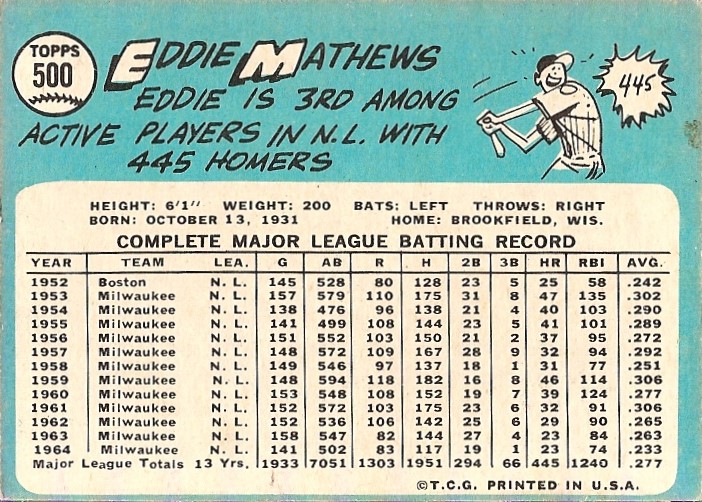 TOPPS
500
EDDIE MATHEWS
EDDIE IS 3RD AMONG
ACTIVE PLAYERS IN N.L. WITH
445 HOMERS
445
HEIGHT: 6'1" WEIGHT: 200 BATS: LEFT THROWS: RIGHT
BORN: OCTOBER 13, 1931 HOME: BROOKFIELD, WIS.
COMPLETE MAJOR LEAGUE BATTING RECORD
YEAR TEAM LEA. G AB R H 2B 3B HR RBI AVG.
1952 Boston N. L. 145 528 80 128 23 5 25 58 .242
1953 Milwaukee N. L. 157 579 110 175 31 8 47 135 .302
1954 Milwaukee N. L. 138 476 96 138 21 4 40 103 .290
1955 Milwaukee N. L. 141 499 108 144 23 5 41 101 .289
1956 Milwaukee N. L. 151 552 103 150 21 2 37 95 .272
1957 Milwaukee N. L. 148 572 109 167 28 9 32 94 .292
1958 Milwaukee N. L. 149 546 97 137 18 1 31 77 .251
1959 Milwaukee N. L. 148 594 118 182 16 8 46 114 .306
1960 Milwaukee N. L. 153 548 108 152 19 7 39 124 .277
1961 Milwaukee N. L. 152 572 103 175 23 6 32 91 .306
1962 Milwaukee N. L. 152 536 106 142 25 6 29 90 .265
1963 Milwaukee N. L. 158 547 82 144 27 4 23 84 .263
1964 Milwaukee N. L. 141 502 83 117 19 1 23 74 .233
Major League Totals 13 Yrs. 1933 7051 1303 1951 294 66 445 1240 .277
©T.C.G. PRINTED IN U.S.A.